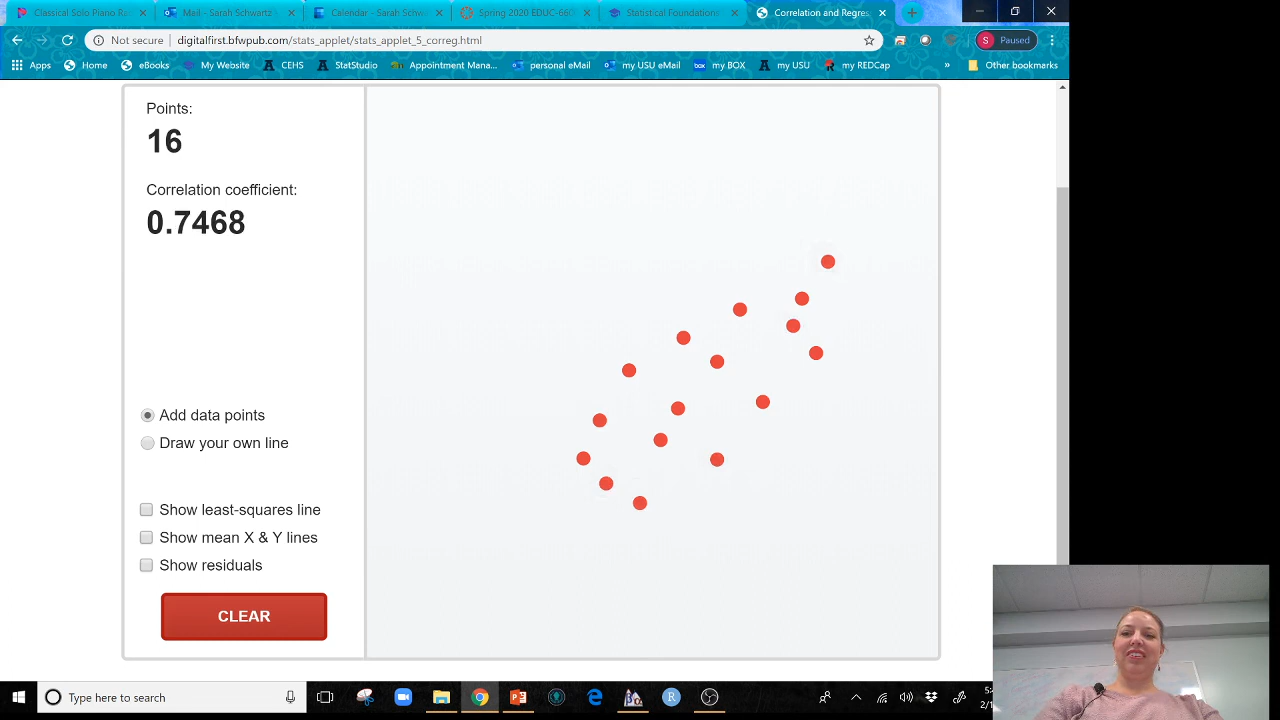 Classical Solo Piano Ra
Mail - Sarah Schwartz
Calendar - Sarah Schw
Spring 2020 EDUC-660
Statistical Foundations
Correlation and Regres
Not secure | digitalfirst.bfwpub.com/stats_applet/stats_applet_5_correg.html
S Paused
Apps Home eBooks My Website CEHS StatStudio Appointment Mana... personal eMail my USU eMail box my BOX my USU my REDCap » Other bookmarks
Points:
16
Correlation coefficient:
0.7468
Add data points
Draw your own line
Show least-squares line
Show mean X & Y lines
Show residuals
CLEAR
Type here to search